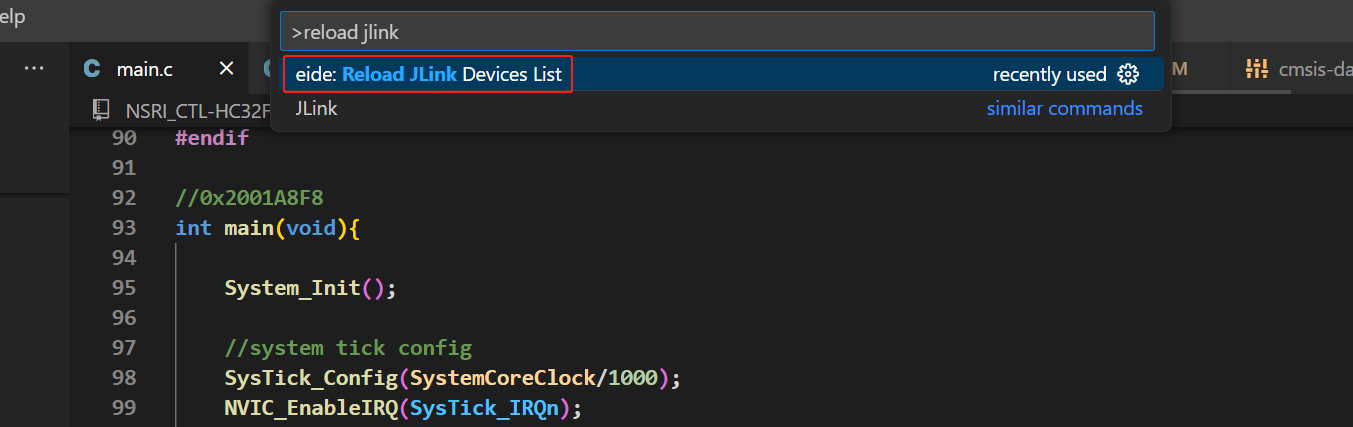 elp
>reload jlink
eide: Reload JLink Devices List recently used
JLink similar commands
··· C main.c × C M cmsis-da
NSRI_CTL-HC32F
90 #endif
91
92 //0x2001A8F8
93 int main(void){
94
95 System_Init();
96
97 //system tick config
98 SysTick_Config(SystemCoreClock/1000);
99 NVIC_EnableIRQ(SysTick_IRQn);